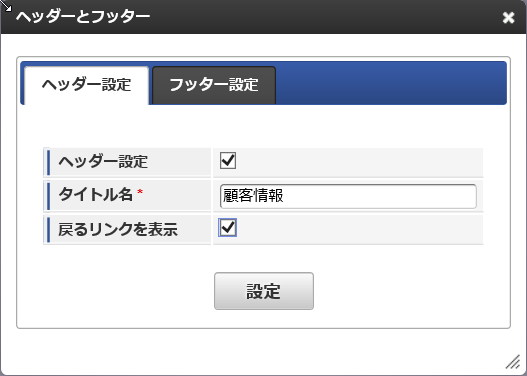 ヘッダーとフッター
ヘッダー設定 フッター設定
ヘッダー設定
タイトル名 * 顧客情報
戻るリンクを表示
設定